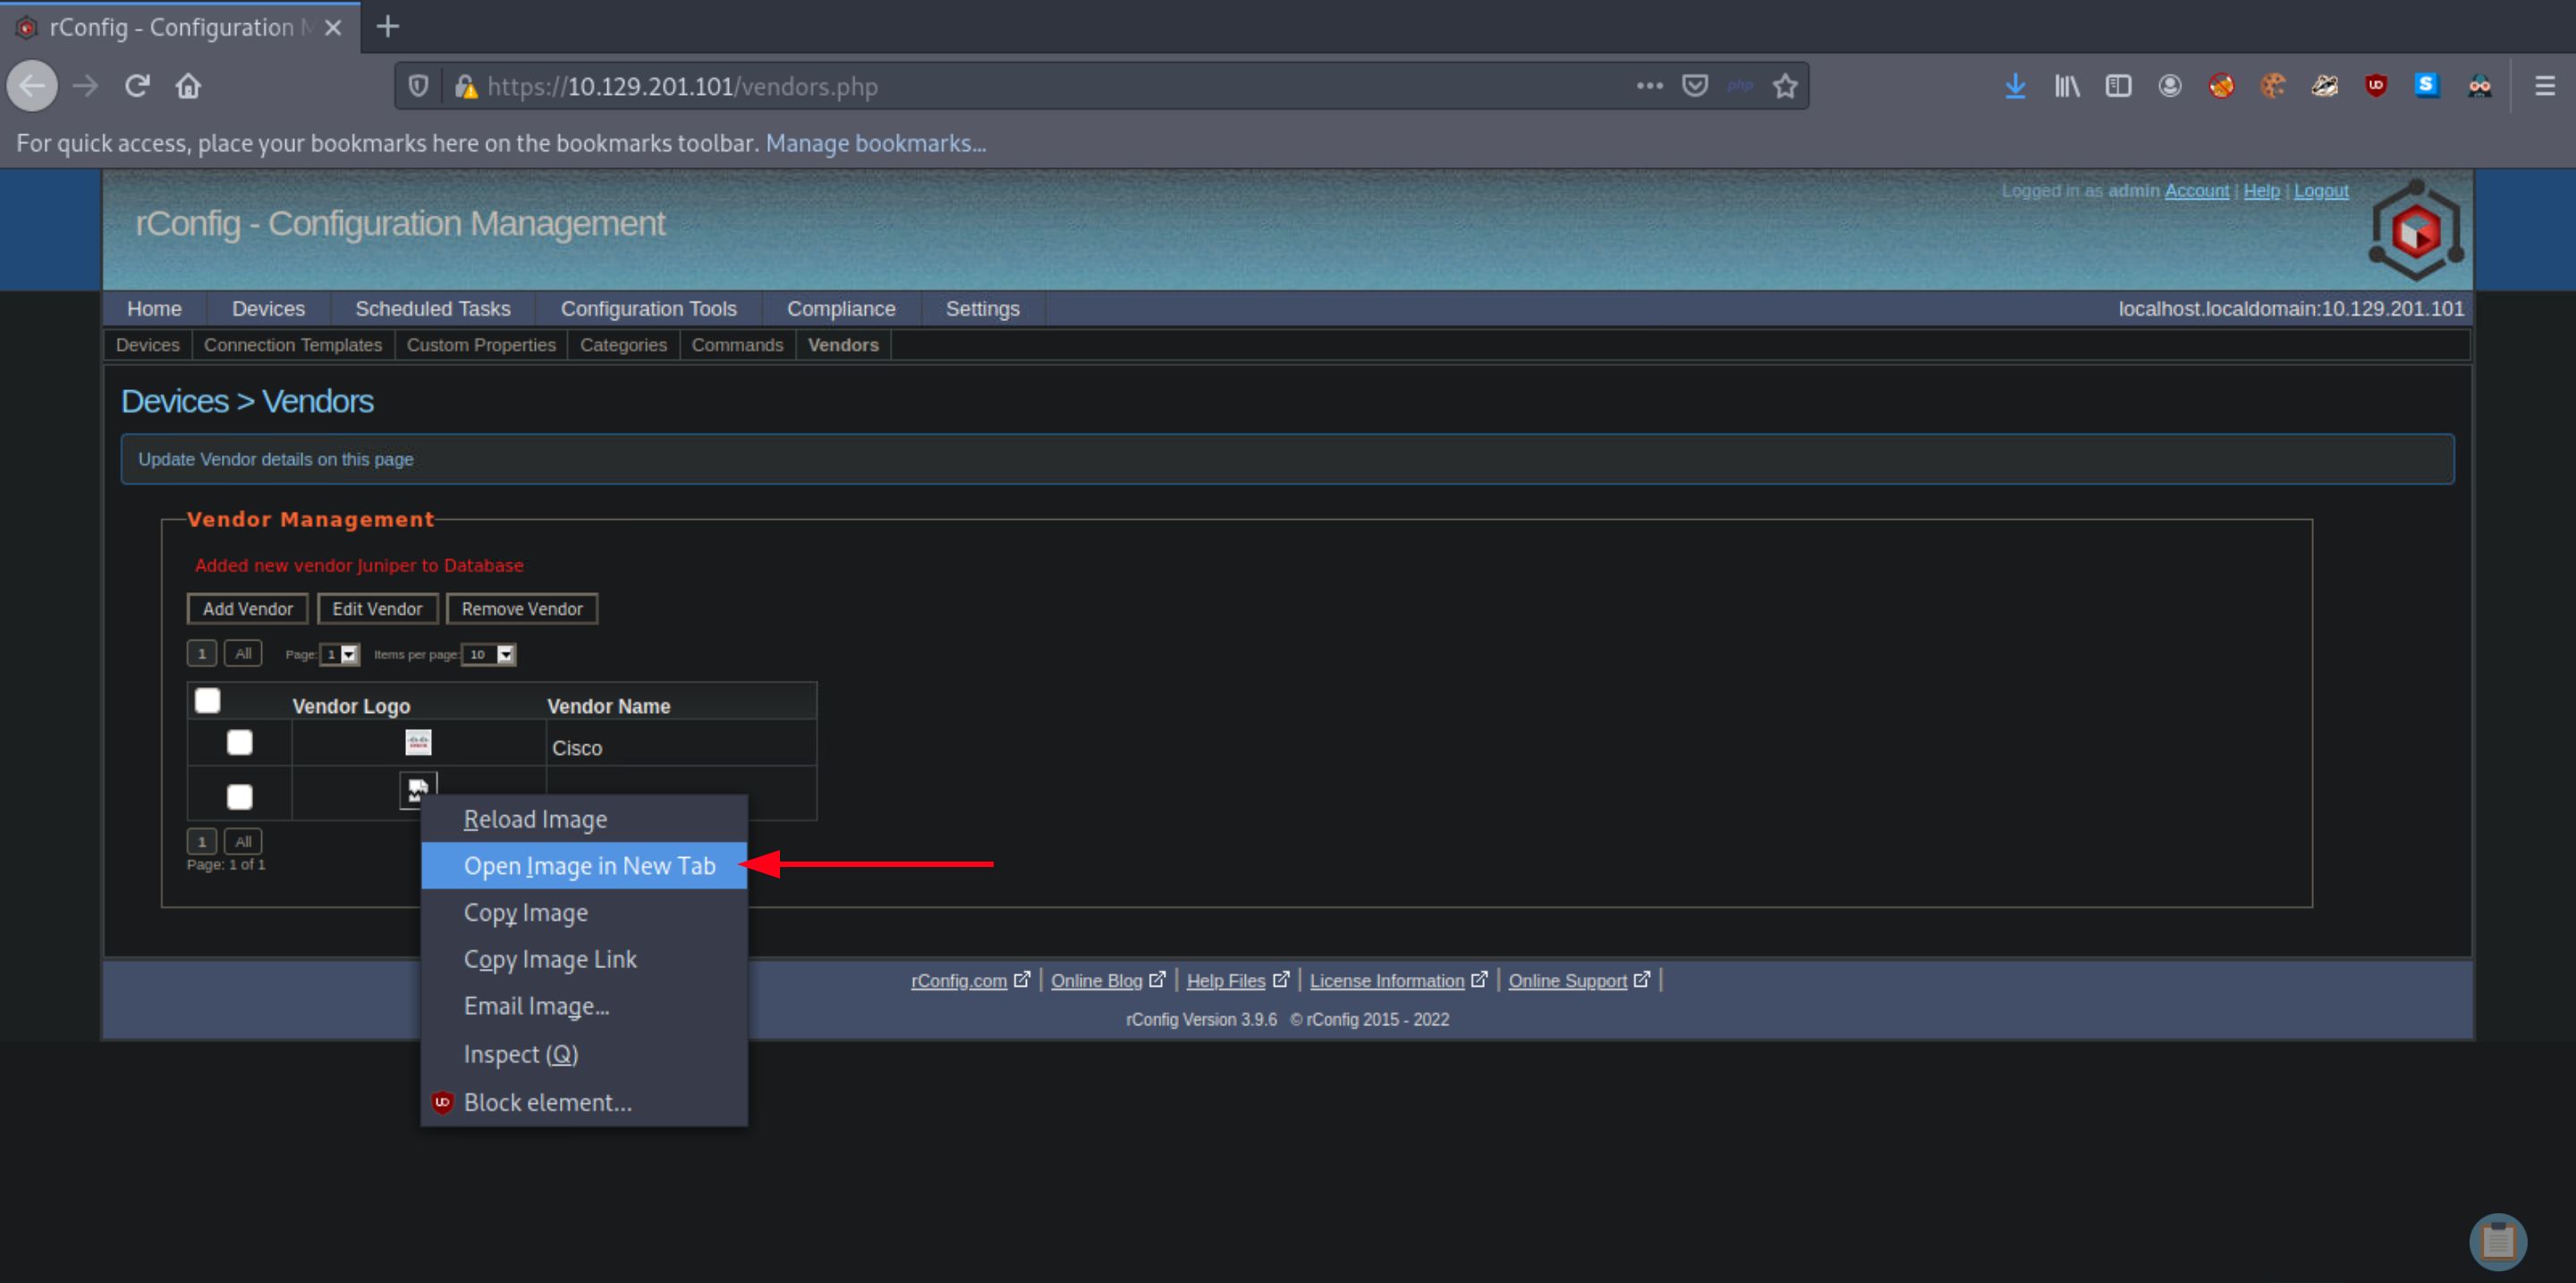 rConfig - Configuration M
https://10.129.201.101/vendors.php
php
For quick access, place your bookmarks here on the bookmarks toolbar. Manage bookmarks...
Logged in as admin Account | Help | Logout
rConfig - Configuration Management
Home Devices Scheduled Tasks Configuration Tools Compliance Settings localhost.localdomain:10.129.201.101
Devices Connection Templates Custom Properties Categories Commands Vendors
Devices > Vendors
Update Vendor details on this page
Vendor Management
Added new vendor Juniper to Database
Add Vendor Edit Vendor Remove Vendor
1 All Page: 1 Items per page: 10
Vendor Logo Vendor Name
Cisco
1 All
Page: 1 of 1
Reload Image
Open Image in New Tab
Copy Image
Copy Image Link
Email Image...
Inspect (Q)
Block element...
rConfig.com | Online Blog | Help Files | License Information | Online Support |
rConfig Version 3.9.6 © rConfig 2015 - 2022